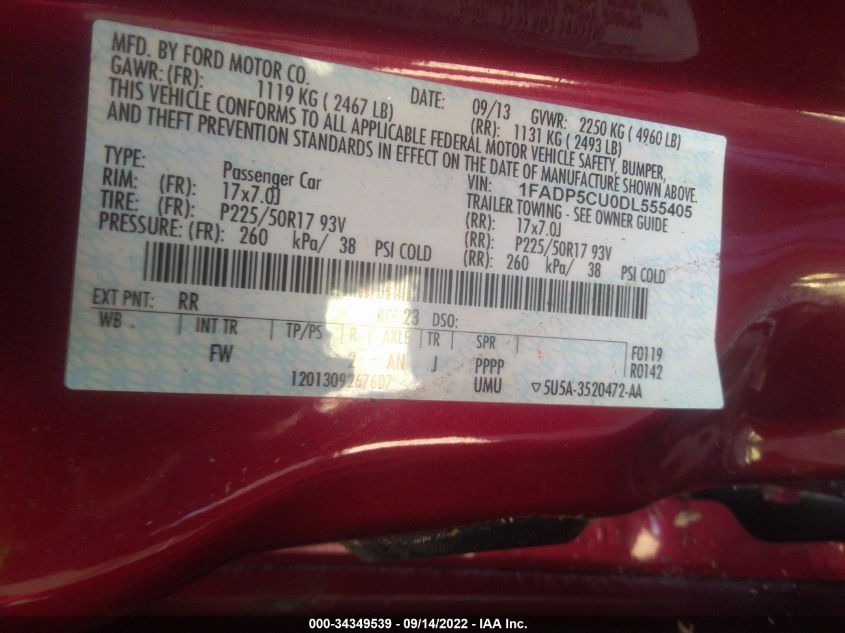 MFD. BY FORD MOTOR CO.
DATE: 09/13 GVWR: 2250 KG ( 4960 LB)
GAWR: (FR): 1119 KG ( 2467 LB) (RR): 1131 KG ( 2493 LB)
THIS VEHICLE CONFORMS TO ALL APPLICABLE FEDERAL MOTOR VEHICLE SAFETY, BUMPER,
AND THEFT PREVENTION STANDARDS IN EFFECT ON THE DATE OF MANUFACTURE SHOWN ABOVE.
VIN: 1FADP5CU0DL555405
TYPE: Passenger Car TRAILER TOWING - SEE OWNER GUIDE
RIM: (FR): 17x7.0J (RR): 17x7.0J
TIRE: (FR): P225/50R17 93V (RR): P225/50R17 93V
PRESSURE: (FR): 260 kPa/ 38 PSI COLD (RR): 260 kPa/ 38 PSI COLD
EXT PNT: RR RC: 23 DSO:
WB INT TR TP/PS R AXLE TR SPR F0119
FW 2 AN J PPPP R0142
UMU 5U5A-3520472-AA
000-34349539 - 09/14/2022 - IAA Inc.